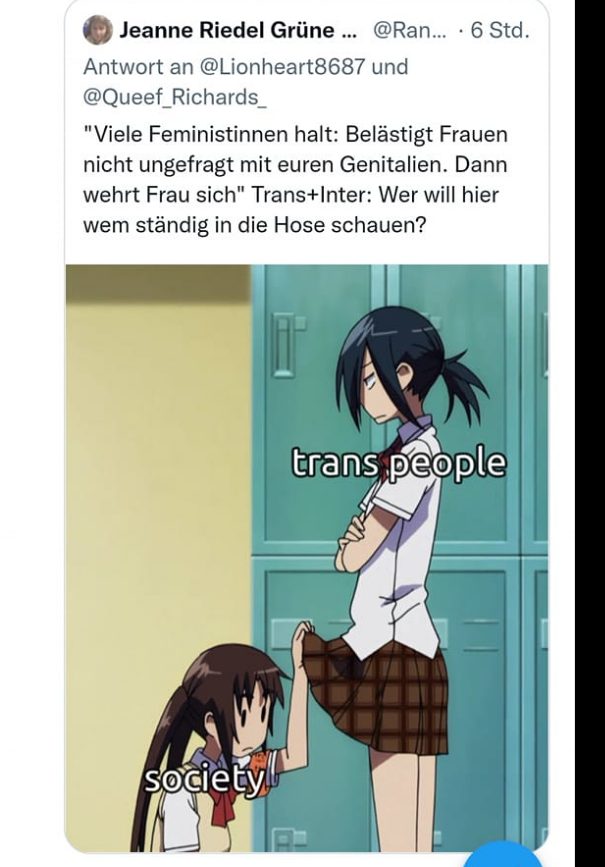 Jeanne Riedel Grüne ... @Ran... · 6 Std.
Antwort an @Lionheart8687 und
@Queef_Richards_
"Viele Feministinnen halt: Belästigt Frauen
nicht ungefragt mit euren Genitalien. Dann
wehrt Frau sich" Trans+Inter: Wer will hier
wem ständig in die Hose schauen?
trans people
society